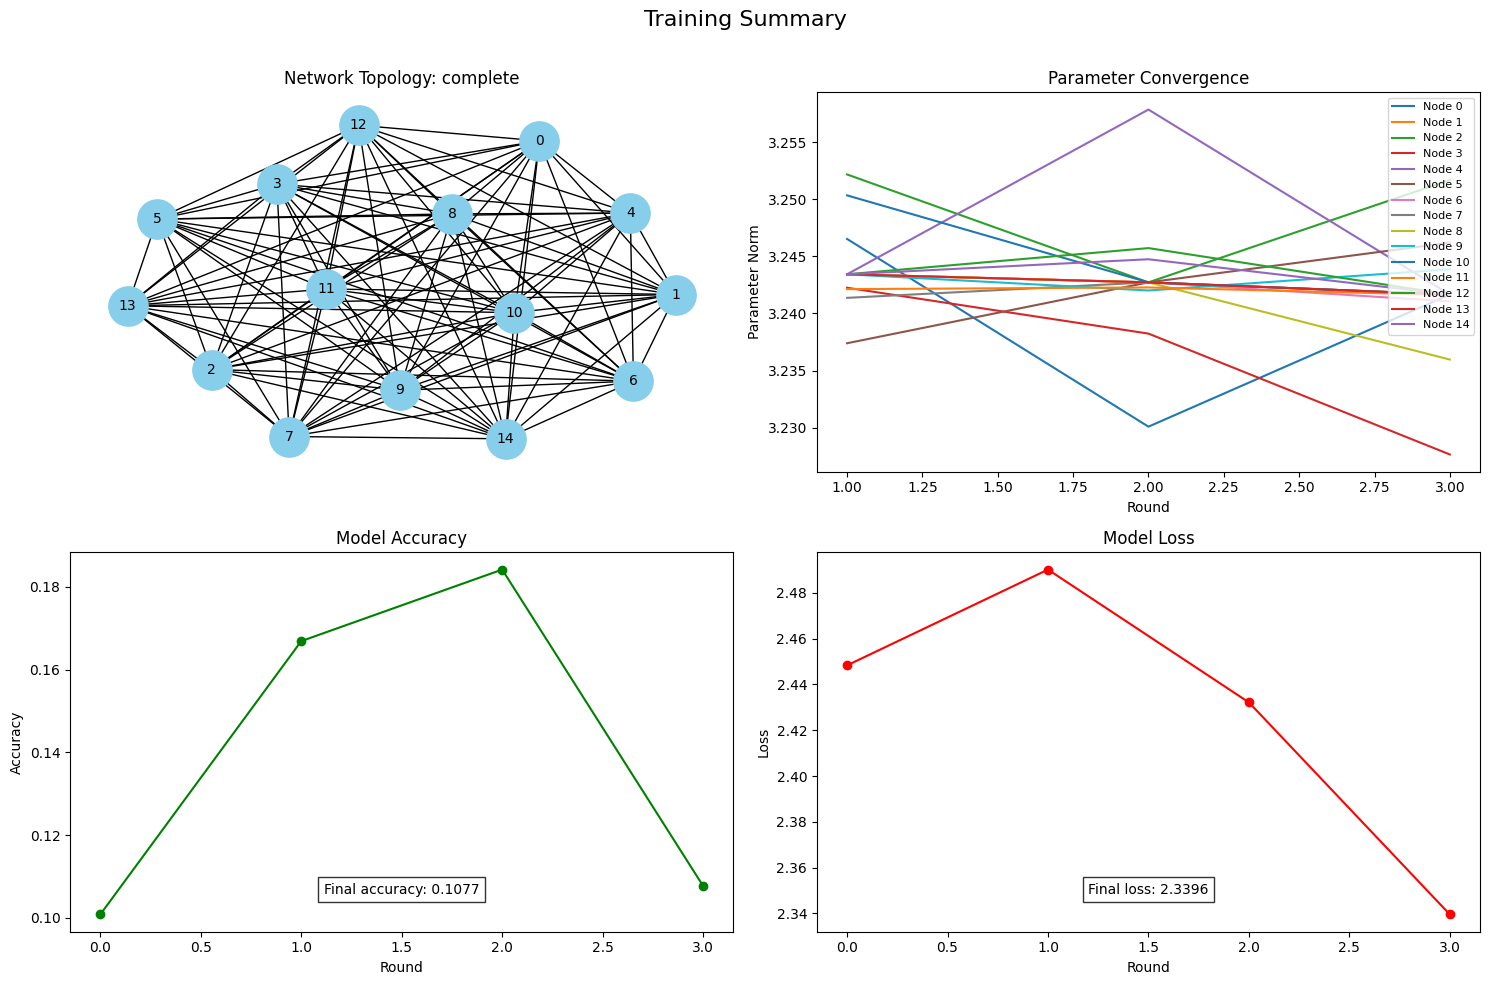 Training Summary
Network Topology: complete
12
0
3
4
8
5
11
1
13
10
2
6
9
7
14
Parameter Convergence
Parameter Norm
3.255
3.250
3.245
3.240
3.235
3.230
Node 0
Node 1
Node 2
Node 3
Node 4
Node 5
Node 6
Node 7
Node 8
Node 9
Node 10
Node 11
Node 12
Node 13
Node 14
1.00 1.25 1.50 1.75 2.00 2.25 2.50 2.75 3.00
Round
Model Accuracy
Accuracy
0.18
0.16
0.14
0.12
0.10
Final accuracy: 0.1077
0.0 0.5 1.0 1.5 2.0 2.5 3.0
Round
Model Loss
Loss
2.48
2.46
2.44
2.42
2.40
2.38
2.36
2.34
Final loss: 2.3396
0.0 0.5 1.0 1.5 2.0 2.5 3.0
Round